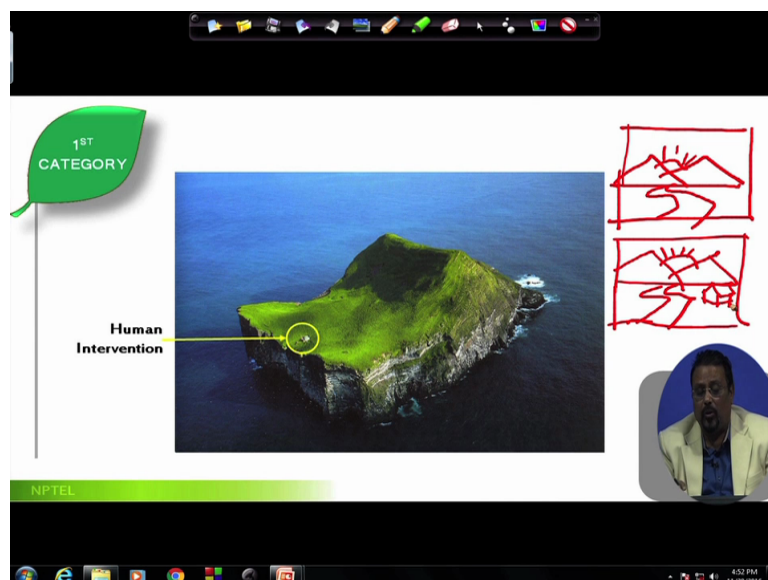 1ST
CATEGORY
Human
Intervention
NPTEL
4:52 PM